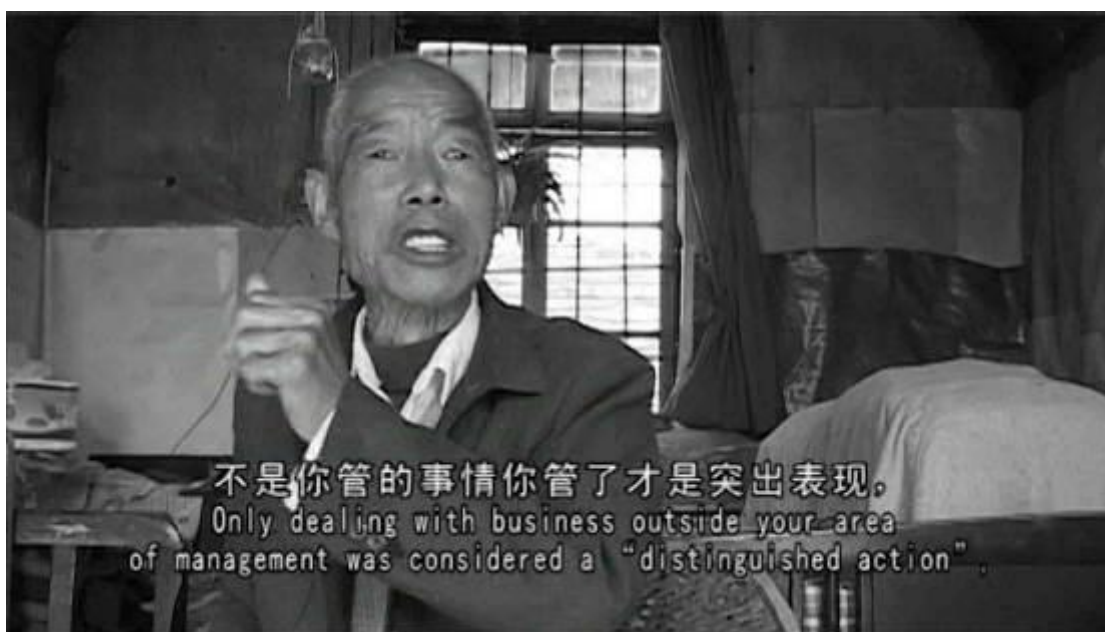 不是你管的事情你管了才是突出表现，
Only dealing with business outside your area
of management was considered a “distinguished action”,